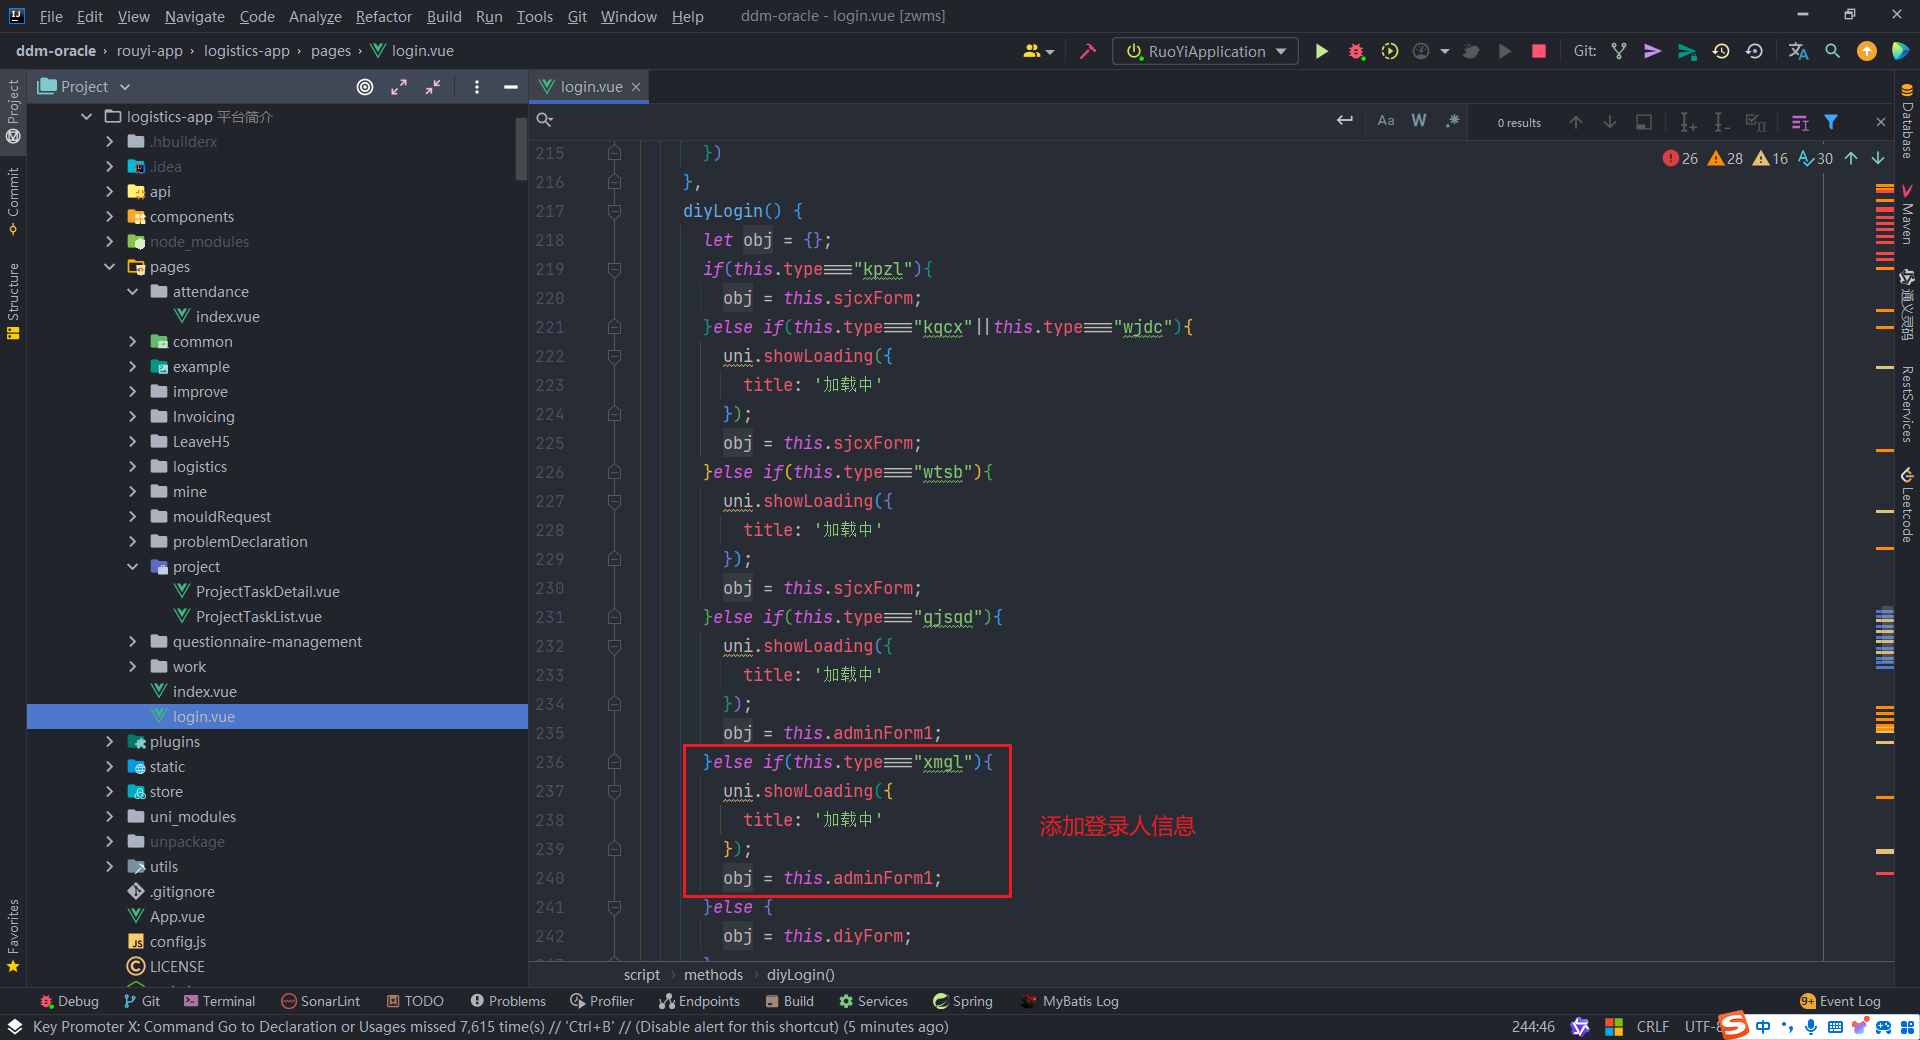 File Edit View Navigate Code Analyze Refactor Build Run Tools Git Window Help ddm-oracle - login.vue [zwms]
ddm-oracle › rouyi-app › logistics-app › pages › login.vue
RuoYiApplication
Git:
Project
login.vue
logistics-app 平台简介
.hbuilderx
.idea
api
components
node_modules
pages
attendance
index.vue
common
example
improve
Invoicing
LeaveH5
logistics
mine
mouldRequest
problemDeclaration
project
ProjectTaskDetail.vue
ProjectTaskList.vue
questionnaire-management
work
index.vue
login.vue
plugins
static
store
uni_modules
unpackage
utils
.gitignore
App.vue
config.js
LICENSE
Project
Commit
Structure
Favorites
Aa W .* 0 results
26 28 16 30
215 })
216 },
217 diyLogin() {
218 let obj = {};
219 if(this.type==="kpzl"){
220 obj = this.sjcxForm;
221 }else if(this.type==="kqcx"||this.type==="wjdc"){
222 uni.showLoading({
223 title: '加载中'
224 });
225 obj = this.sjcxForm;
226 }else if(this.type==="wtsb"){
227 uni.showLoading({
228 title: '加载中'
229 });
230 obj = this.sjcxForm;
231 }else if(this.type==="qjsqd"){
232 uni.showLoading({
233 title: '加载中'
234 });
235 obj = this.adminForm1;
236 }else if(this.type==="xmgl"){
237 uni.showLoading({
238 title: '加载中'
239 });
240 obj = this.adminForm1;
241 }else {
242 obj = this.diyForm;
添加登录人信息
script › methods › diyLogin()
Database
Maven
通义灵码
RestServices
Leetcode
Debug Git Terminal SonarLint TODO Problems Profiler Endpoints Build Services Spring MyBatis Log 9+ Event Log
Key Promoter X: Command Go to Declaration or Usages missed 7,615 time(s) // 'Ctrl+B' // (Disable alert for this shortcut) (5 minutes ago)
244:46 CRLF UTF-8 中